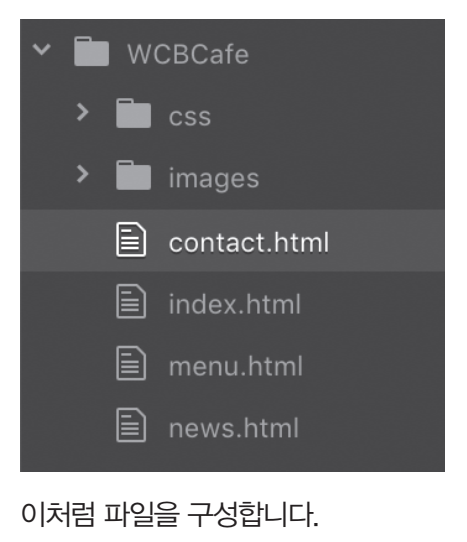 WCBCafe
css
images
contact.html
index.html
menu.html
news.html
이처럼 파일을 구성합니다.